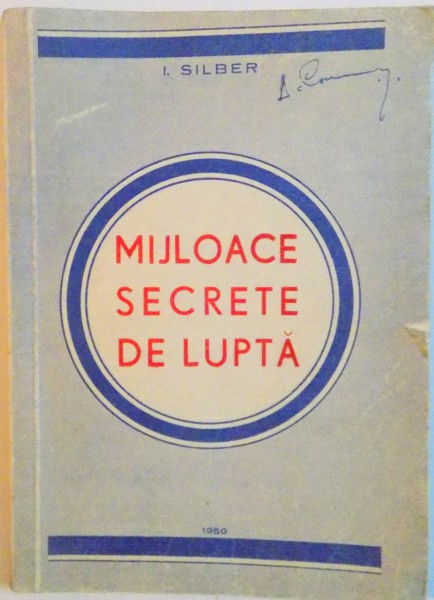 I. SILBER
MIJLOACE
SECRETE
DE LUPTĂ
1950